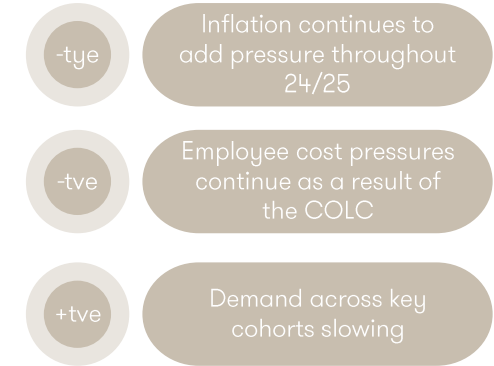 -tye
Inflation continues to
add pressure throughout
24/25
-tve
Employee cost pressures
continue as a result of
the COLC
+tve
Demand across key
cohorts slowing